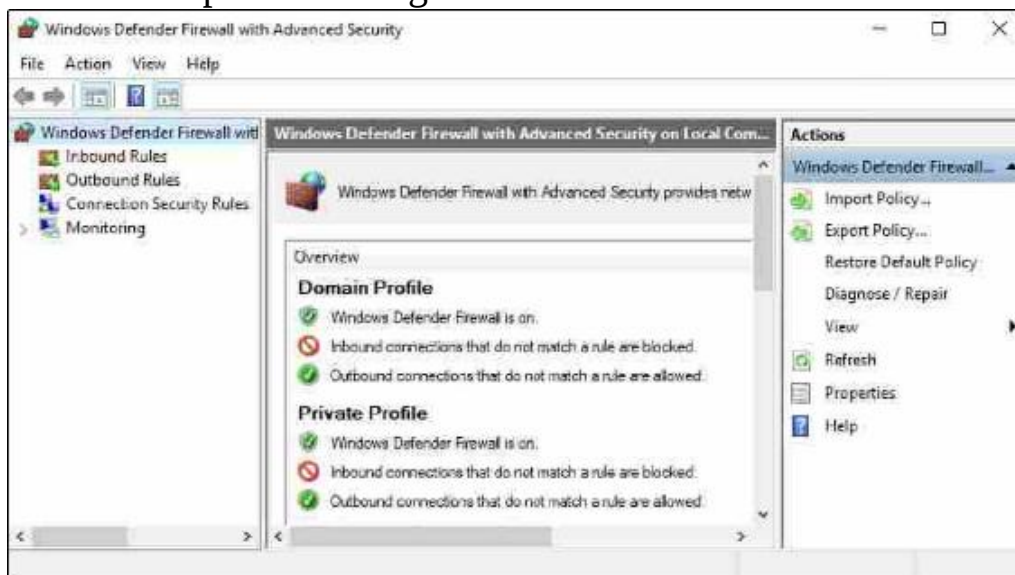 Windows Defender Firewall with Advanced Security
File Action View Help
Windows Defender Firewall with
Inbound Rules
Outbound Rules
Connection Security Rules
Monitoring
Windows Defender Firewall with Advanced Security on Local Com...
Windows Defender Firewall with Advanced Security provides netw
Overview
Domain Profile
Windows Defender Firewall is on.
Inbound connections that do not match a rule are blocked.
Outbound connections that do not match a rule are allowed.
Private Profile
Windows Defender Firewall is on.
Inbound connections that do not match a rule are blocked.
Outbound connections that do not match a rule are allowed.
Actions
Windows Defender Firewall...
Import Policy...
Export Policy...
Restore Default Policy
Diagnose / Repair
View
Refresh
Properties
Help